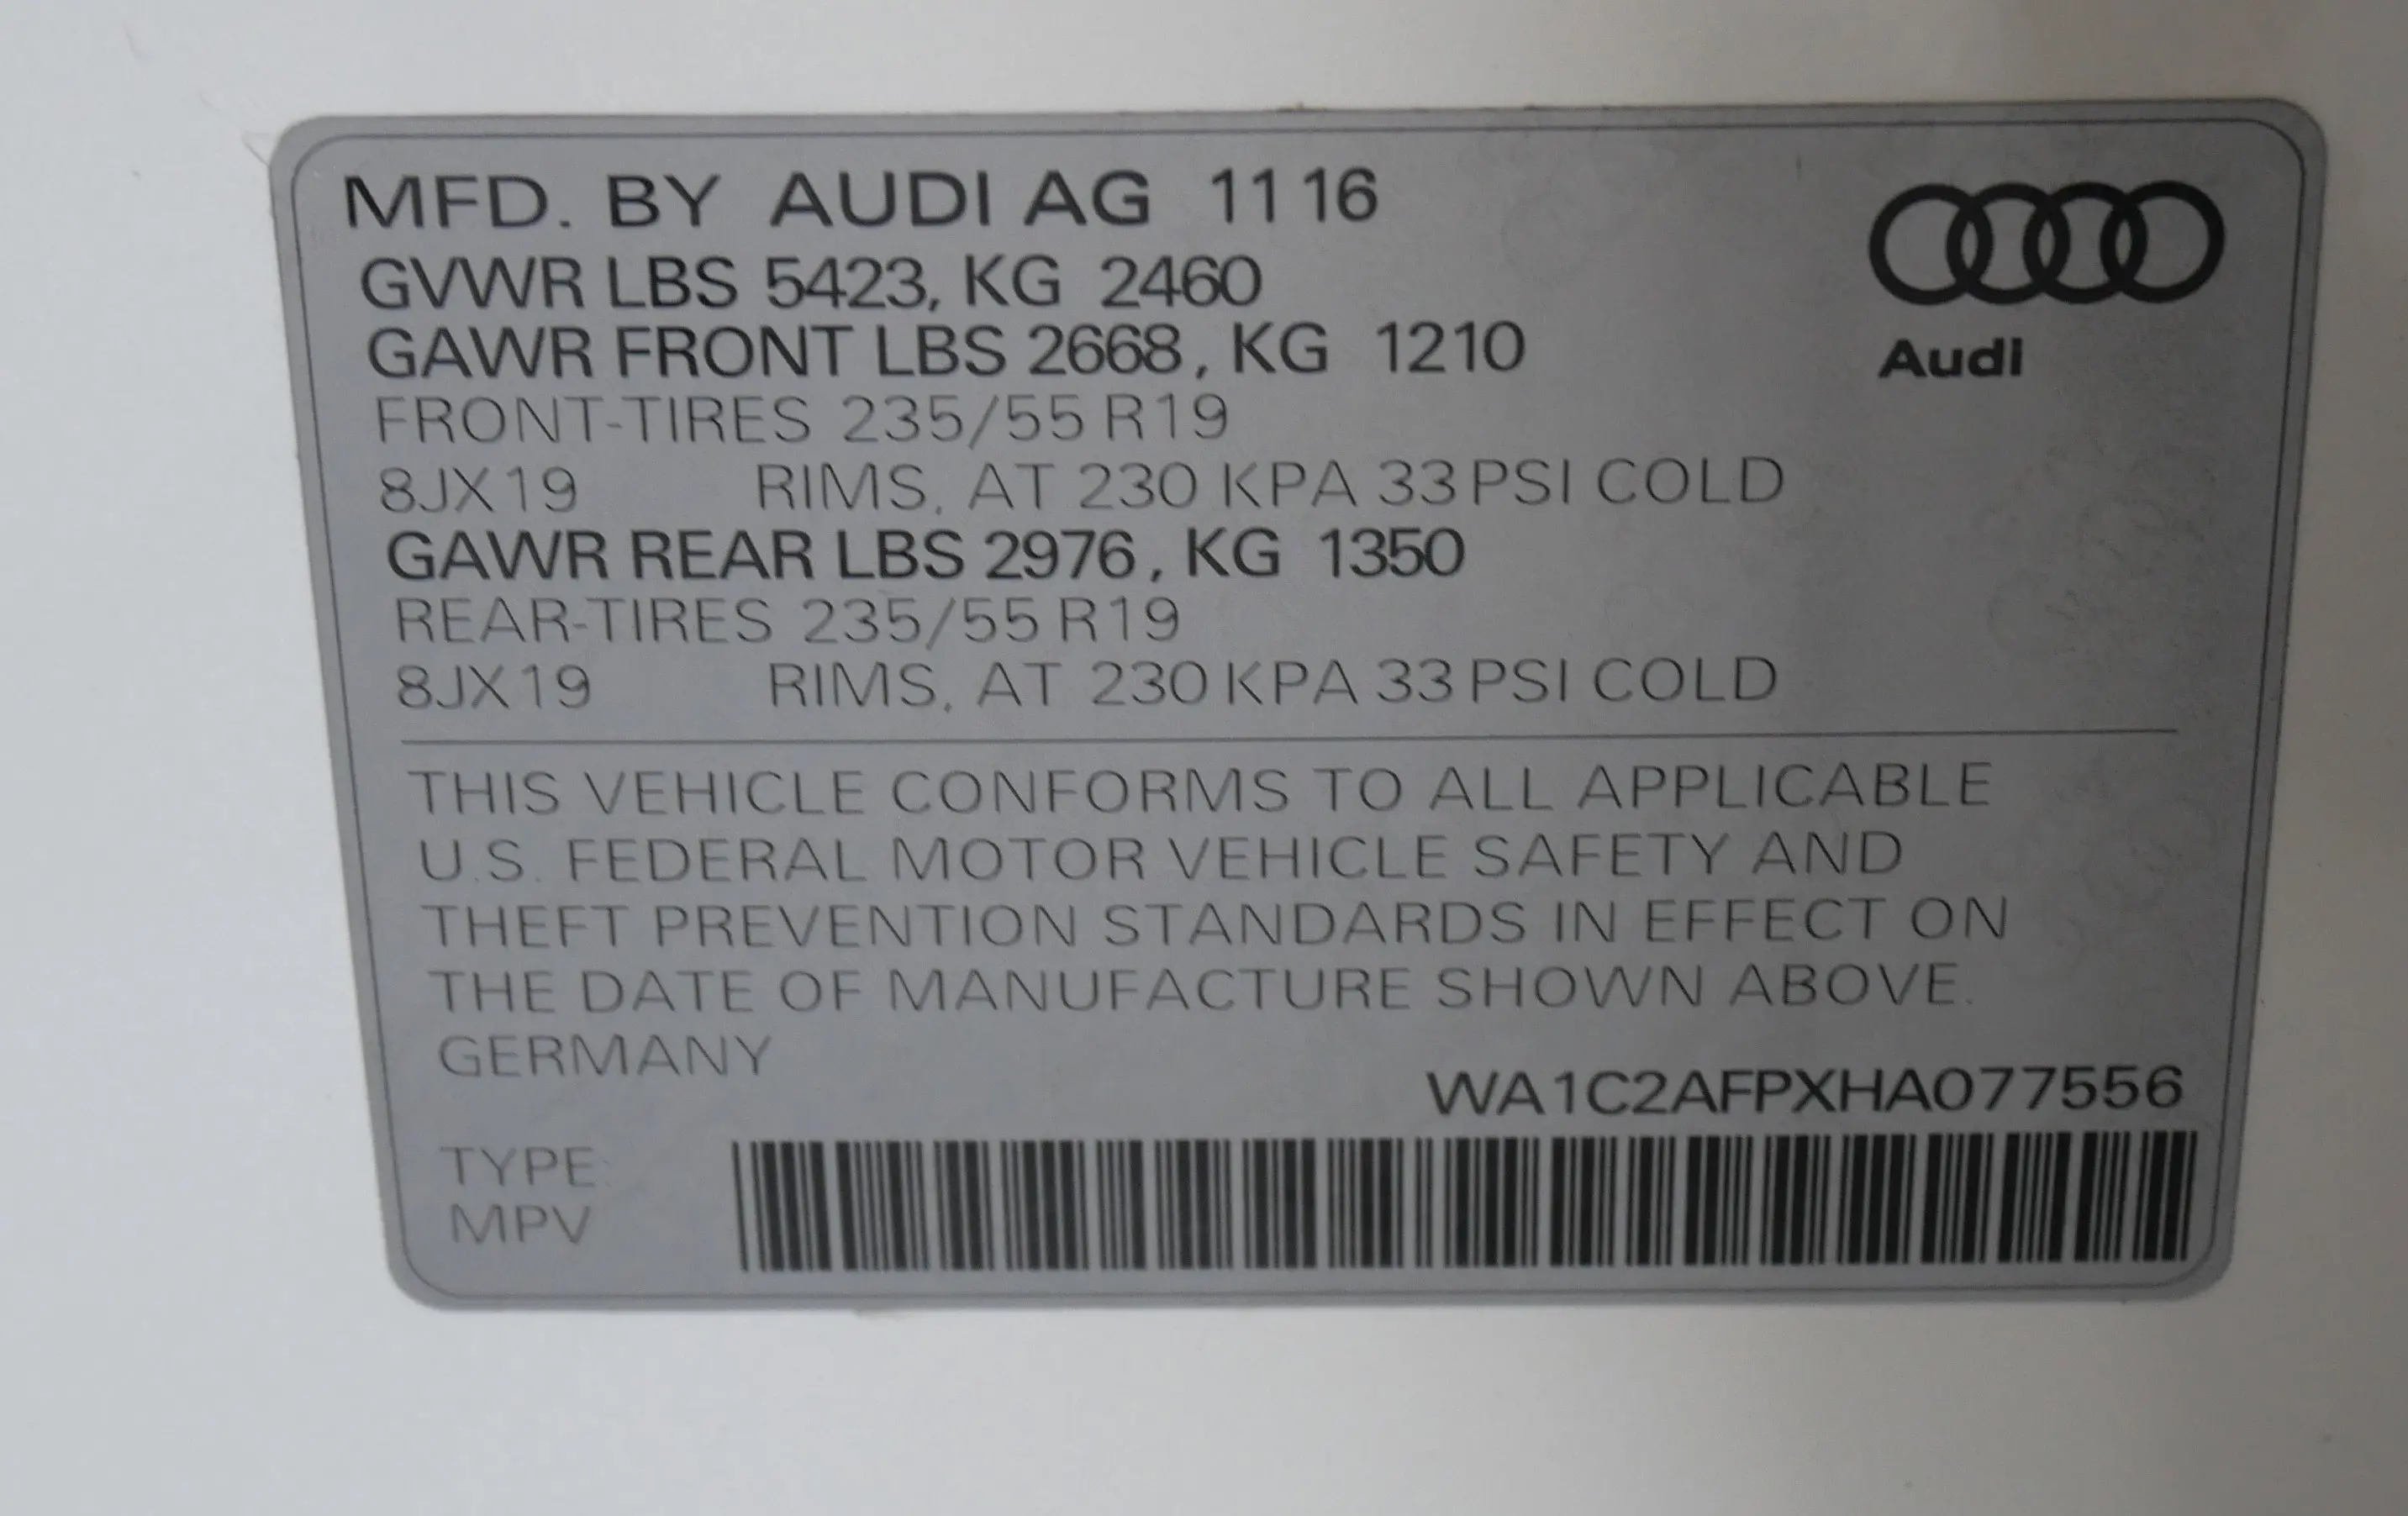 MFD. BY AUDI AG 11 16
GVWR LBS 5423, KG 2460
GAWR FRONT LBS 2668, KG 1210
FRONT-TIRES 235/55 R19
8JX19 RIMS, AT 230 KPA 33 PSI COLD
GAWR REAR LBS 2976, KG 1350
REAR-TIRES 235/55 R19
8JX19 RIMS, AT 230 KPA 33 PSI COLD
Audi
THIS VEHICLE CONFORMS TO ALL APPLICABLE
U.S. FEDERAL MOTOR VEHICLE SAFETY AND
THEFT PREVENTION STANDARDS IN EFFECT ON
THE DATE OF MANUFACTURE SHOWN ABOVE.
GERMANY
WA1C2AFPXHA077556
TYPE:
MPV